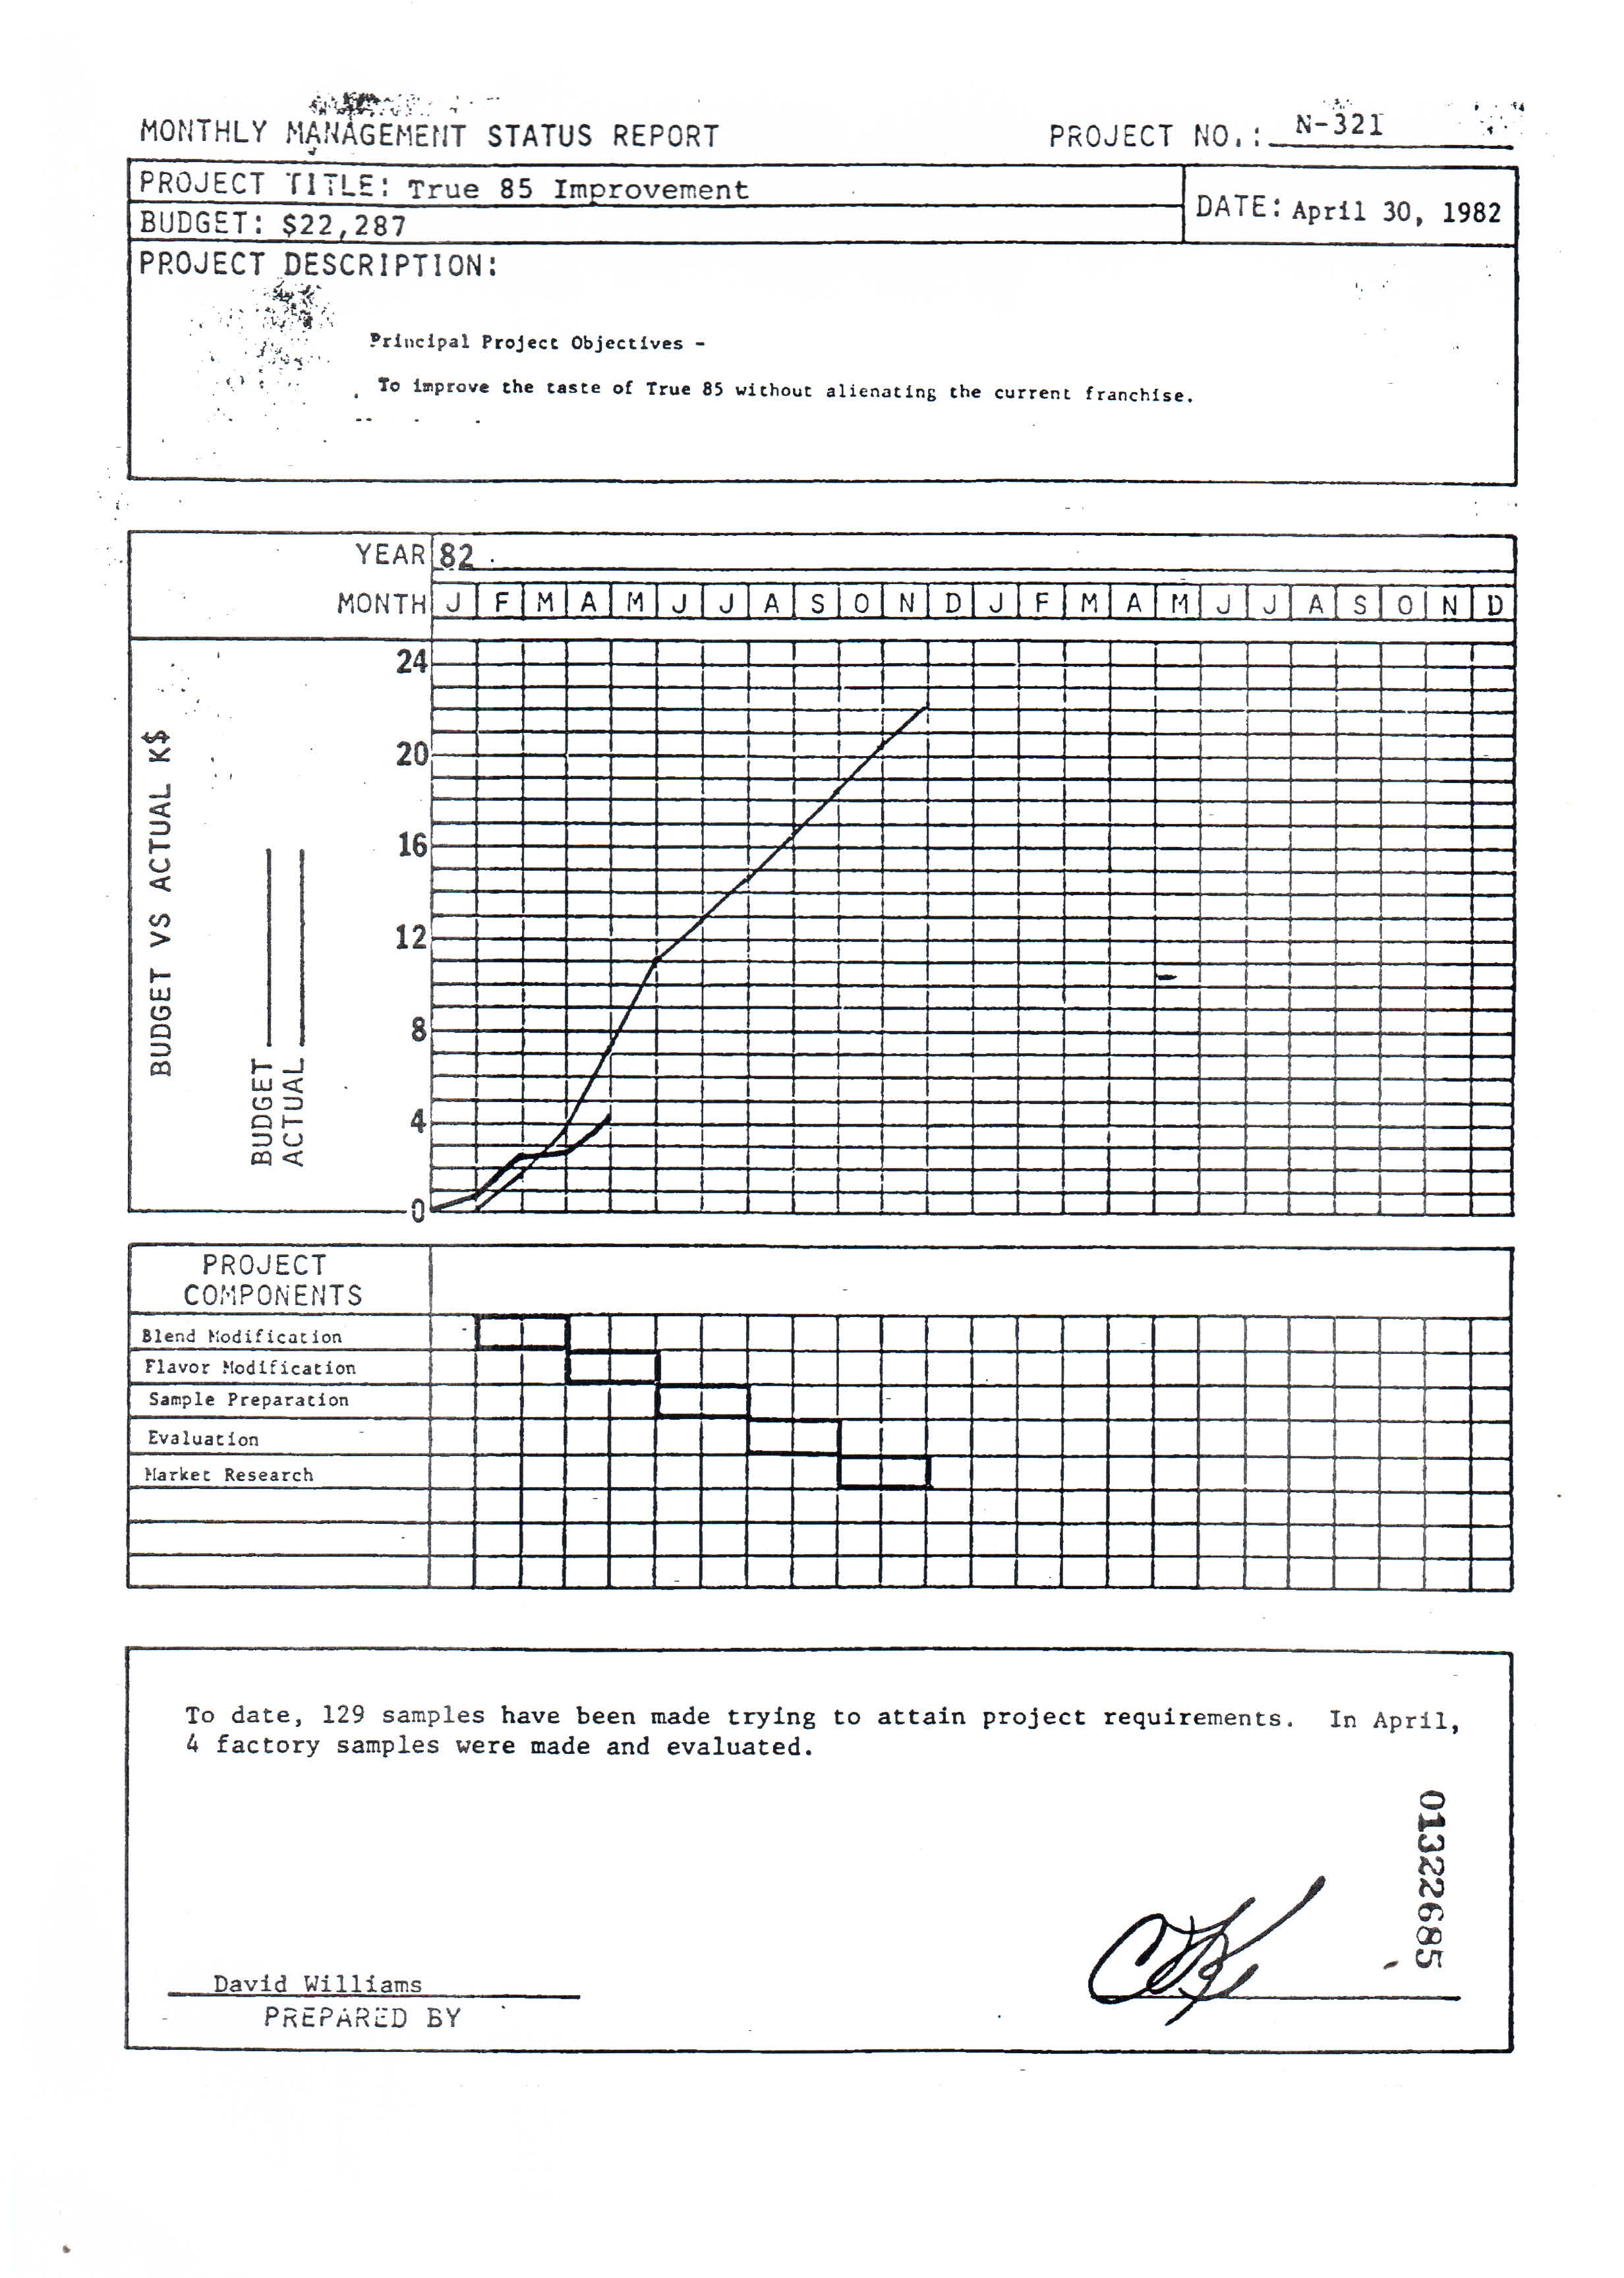 MONTHLY MANAGEMENT STATUS REPORT
PROJECT NO.: N-321
PROJECT TITLE: True 85 Improvement
BUDGET: $22,287
DATE: April 30, 1982
PROJECT DESCRIPTION:
Principal Project Objectives -
To improve the taste of True 85 without alienating the current franchise.
YEAR 82
MONTH J F M A M J J A S O N D J F M A M J J A S O N D
BUDGET VS ACTUAL K$
BUDGET
ACTUAL
24
20
16
12
8
4
0
PROJECT
COMPONENTS
Blend Modification
Flavor Modification
Sample Preparation
Evaluation
Market Research
To date, 129 samples have been made trying to attain project requirements. In April,
4 factory samples were made and evaluated.
01322685
David Williams
PREPARED BY